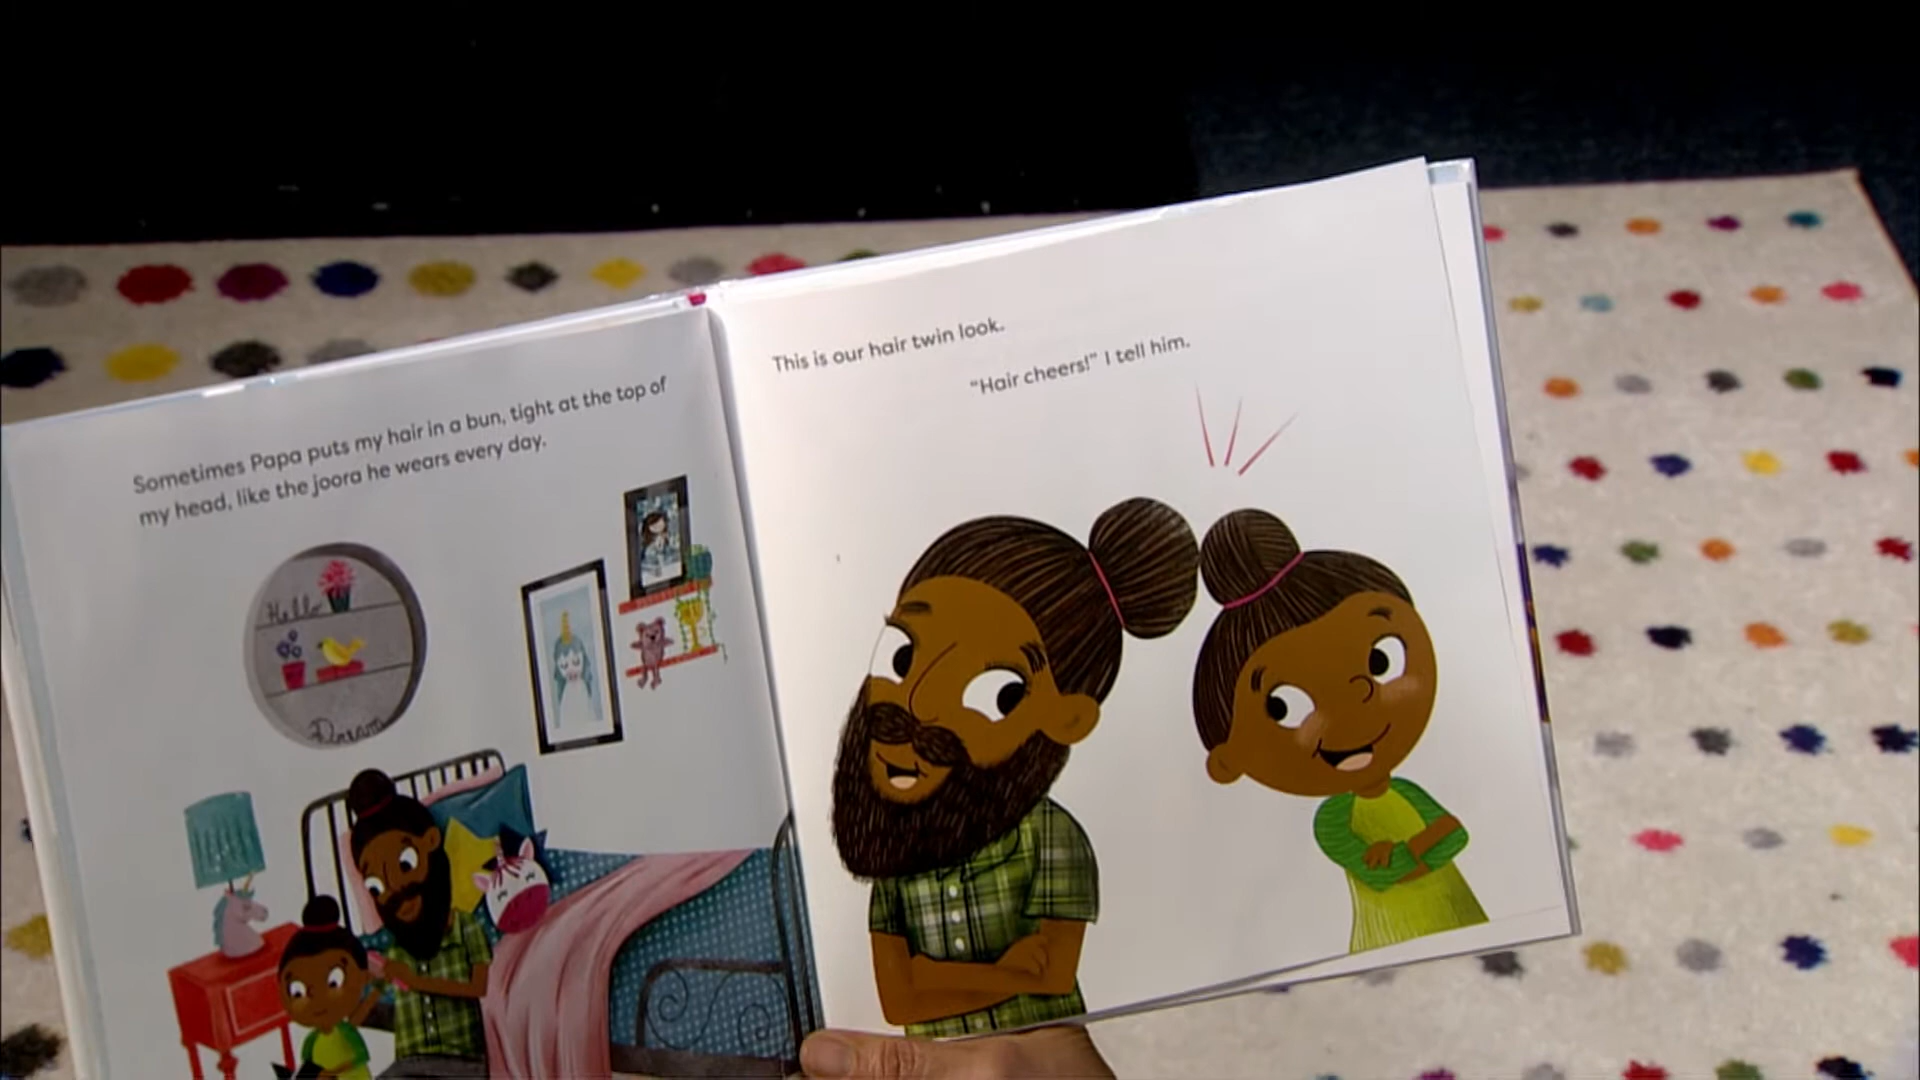 Sometimes Papa puts my hair in a bun, tight at the top of
my head, like the joora he wears every day.
Hello
Dream
This is our hair twin look.
"Hair cheers!" I tell him.